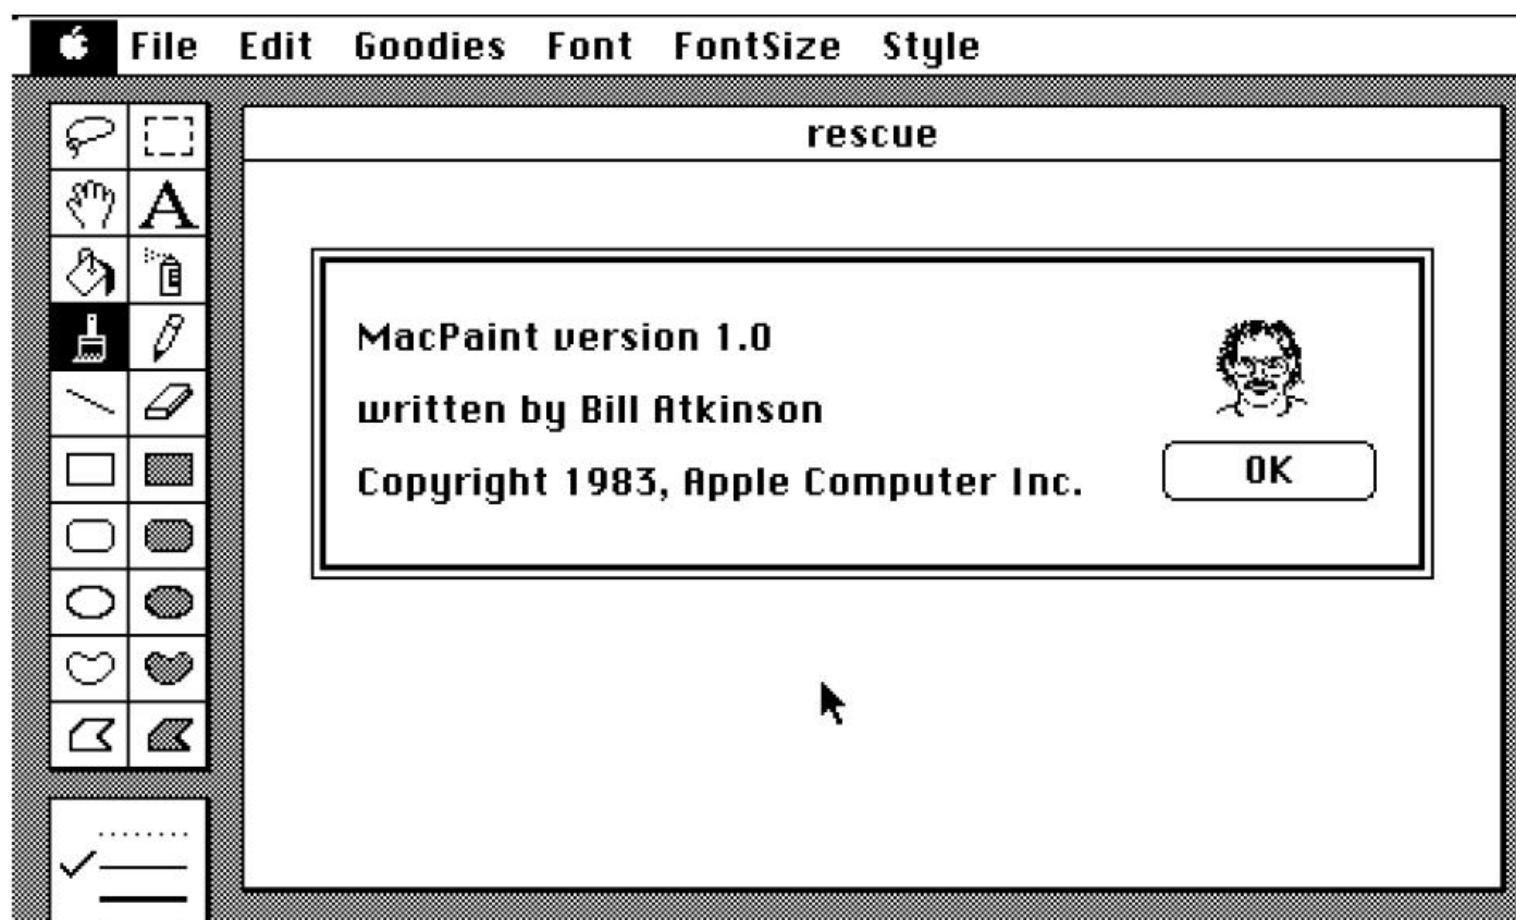 File Edit Goodies Font FontSize Style
rescue
A
MacPaint version 1.0
written by Bill Atkinson
Copyright 1983, Apple Computer Inc.
OK